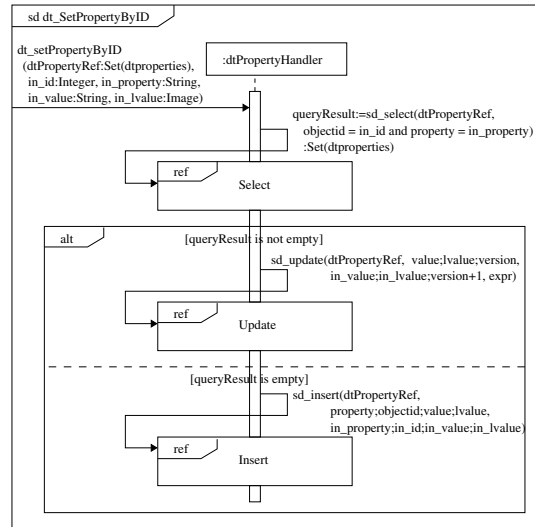 sd dt_SetPropertyByID
dt_setPropertyByID
(dtPropertyRef:Set(dtproperties),
in_id:Integer, in_property:String,
in_value:String, in_lvalue:Image)
:dtPropertyHandler
queryResult:=sd_select(dtPropertyRef,
objectid = in_id and property = in_property)
:Set(dtproperties)
ref
Select
alt
[queryResult is not empty]
sd_update(dtPropertyRef, value;lvalue;version,
in_value;in_lvalue;version+1, expr)
ref
Update
[queryResult is empty]
sd_insert(dtPropertyRef,
property;objectid;value;lvalue,
in_property;in_id;in_value;in_lvalue)
ref
Insert